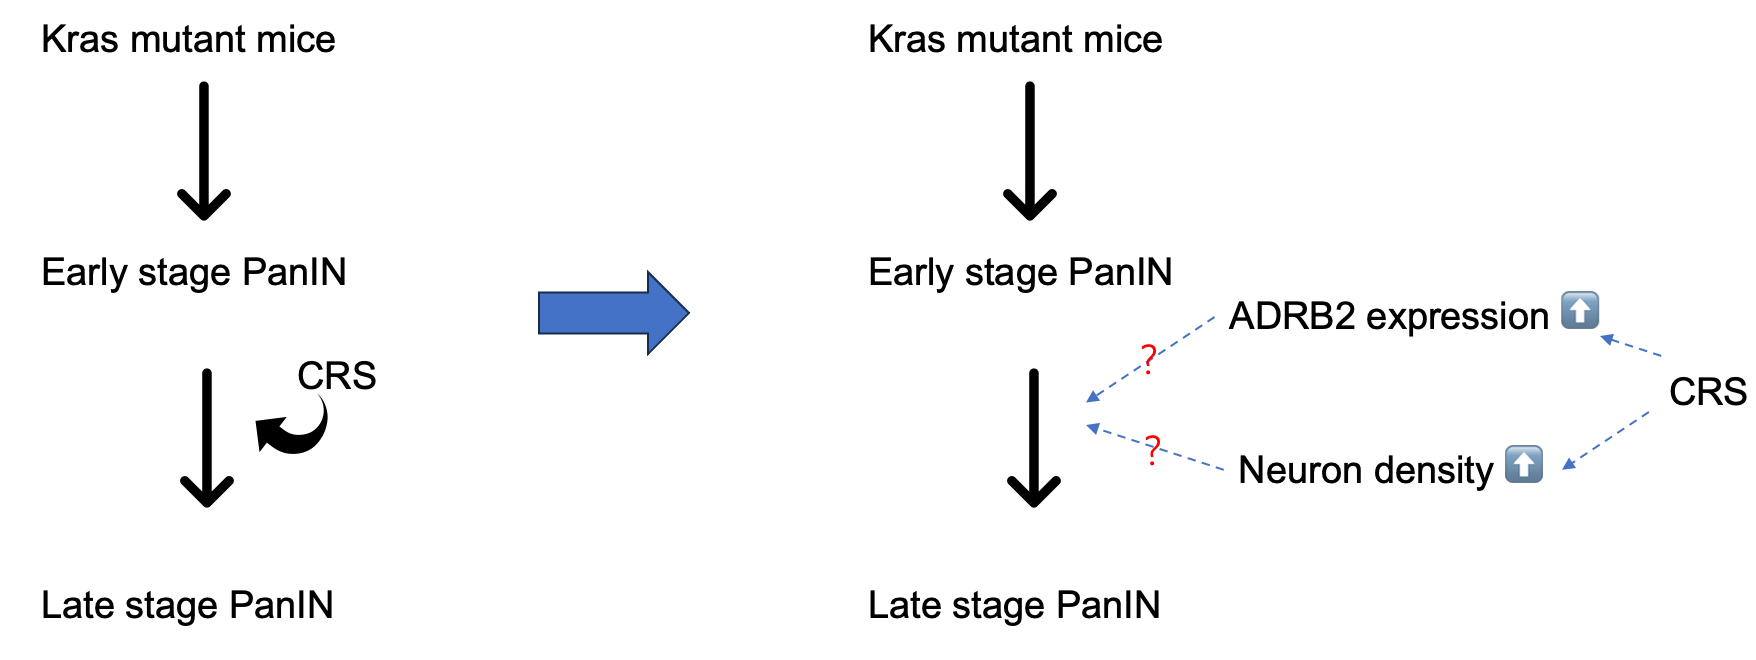 Kras mutant mice
Early stage PanIN
CRS
Late stage PanIN
Kras mutant mice
Early stage PanIN
ADRB2 expression ⬆
?
CRS
?
Neuron density ⬆
Late stage PanIN